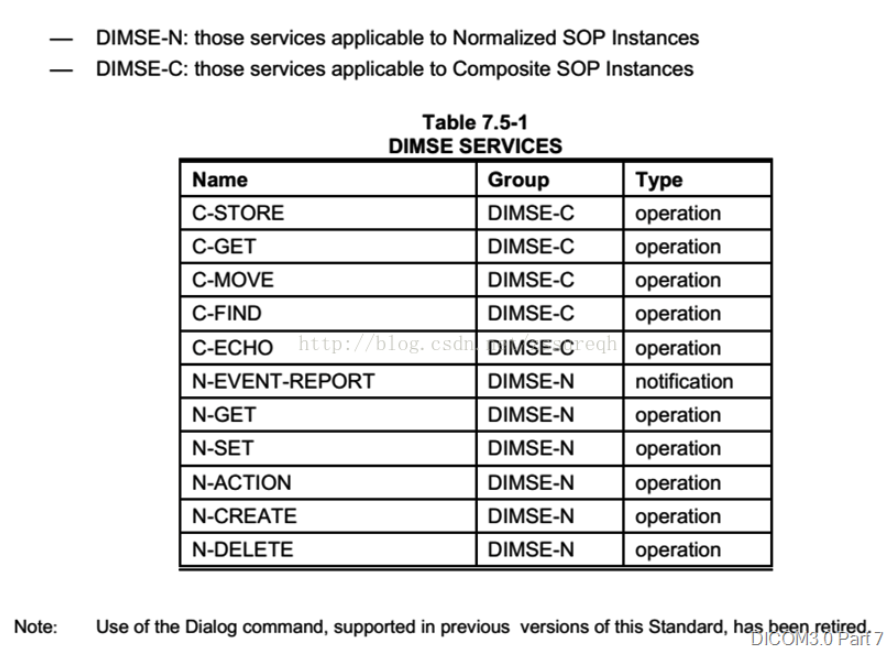 — DIMSE-N: those services applicable to Normalized SOP Instances
— DIMSE-C: those services applicable to Composite SOP Instances
Table 7.5-1
DIMSE SERVICES
Name Group Type
C-STORE DIMSE-C operation
C-GET DIMSE-C operation
C-MOVE DIMSE-C operation
C-FIND DIMSE-C operation
C-ECHO DIMSE-C operation
http://blog.csdn.
N-EVENT-REPORT DIMSE-N notification
N-GET DIMSE-N operation
N-SET DIMSE-N operation
N-ACTION DIMSE-N operation
N-CREATE DIMSE-N operation
N-DELETE DIMSE-N operation
Note: Use of the Dialog command, supported in previous versions of this Standard, has been retired.
DICOM3.0 Part 7